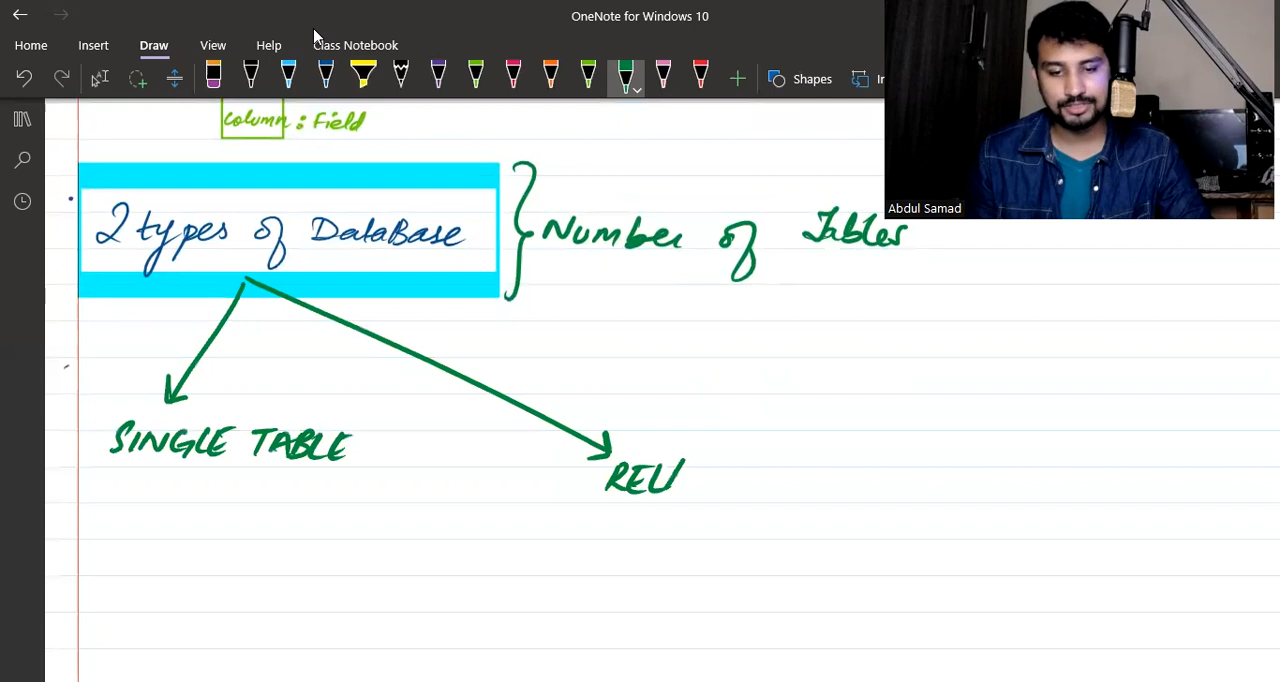 OneNote for Windows 10
Home Insert Draw View Help Class Notebook
Shapes In
Column : Field
2 types of DataBase
Number of Tables
Abdul Samad
SINGLE TABLE